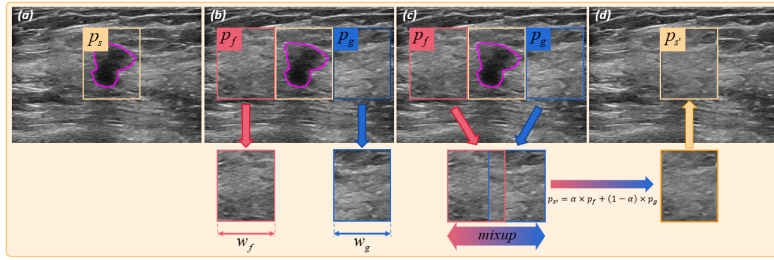 (a)
(b)
(c)
(d)
p_s
p_f
p_g
p_f
p_g
p_s'
p_s' = α × p_f + (1 − α) × p_g
w_f
w_g
mixup